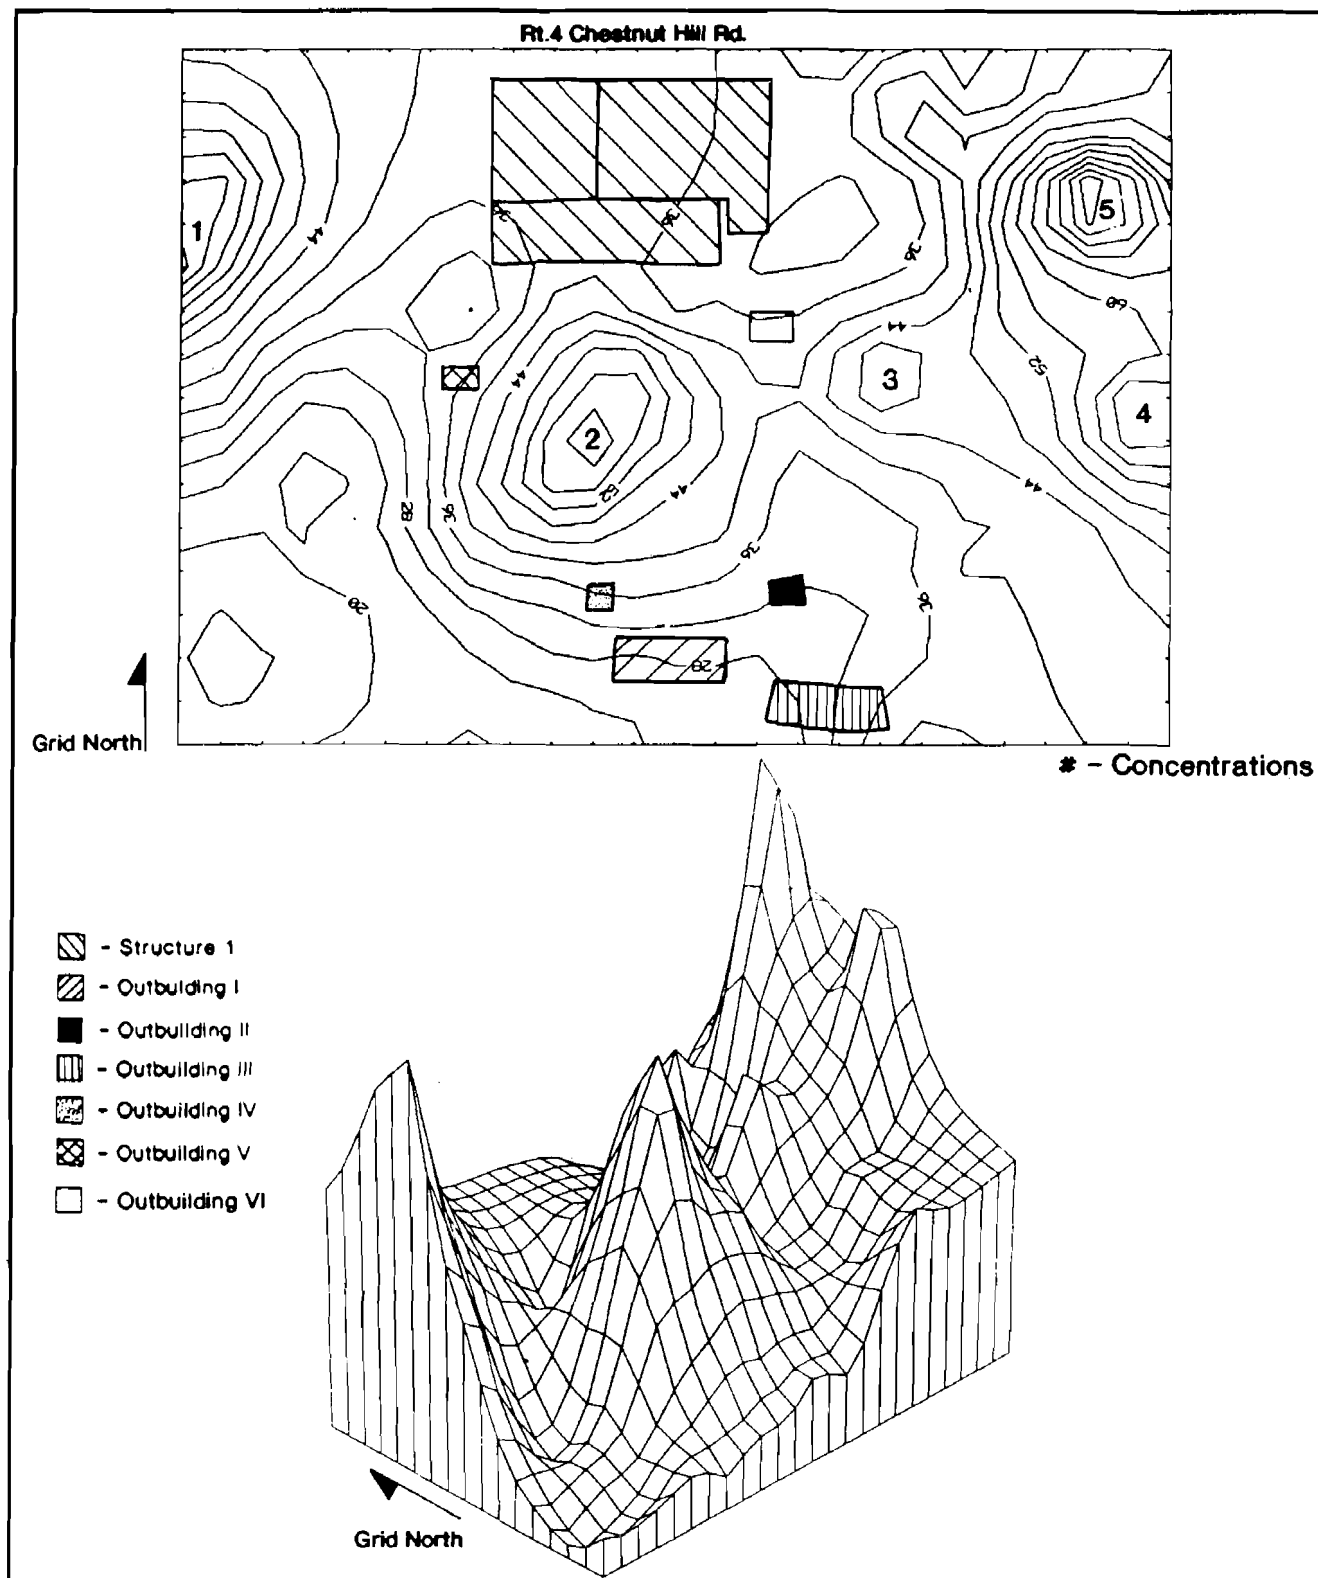 Rt.4 Chestnut Hill Rd.
44
36
36
36
1
5
60
44
44
3
52
4
2
52
44
44
28
36
36
36
28
28
Grid North
# - Concentrations
- Structure 1
- Outbulding I
- Outbuilding II
- Outbuilding III
- Outbuilding IV
- Outbuilding V
- Outbuilding VI
Grid North